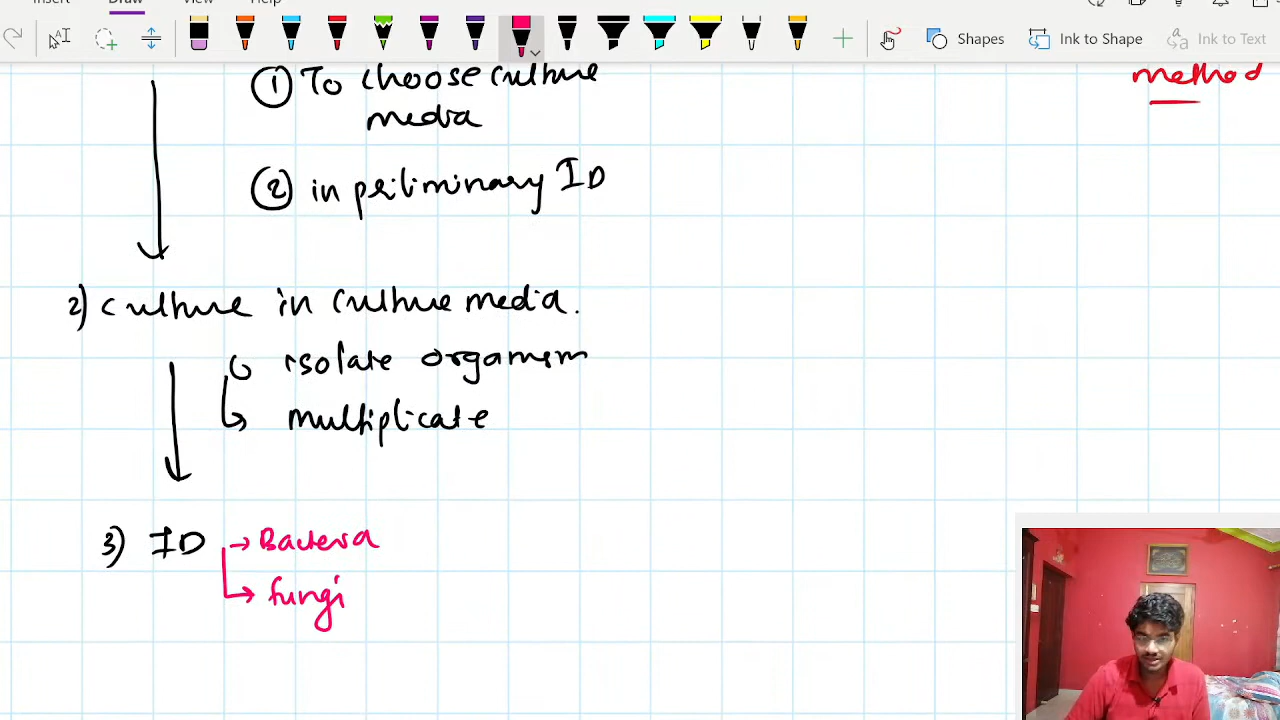 Insert Draw View Help
Shapes Ink to Shape Ink to Text
method
① To choose culture
media
② in preliminary ID
2) culture in culture media.
isolate organism
multiplicate
3) ID → Bacteria
→ fungi